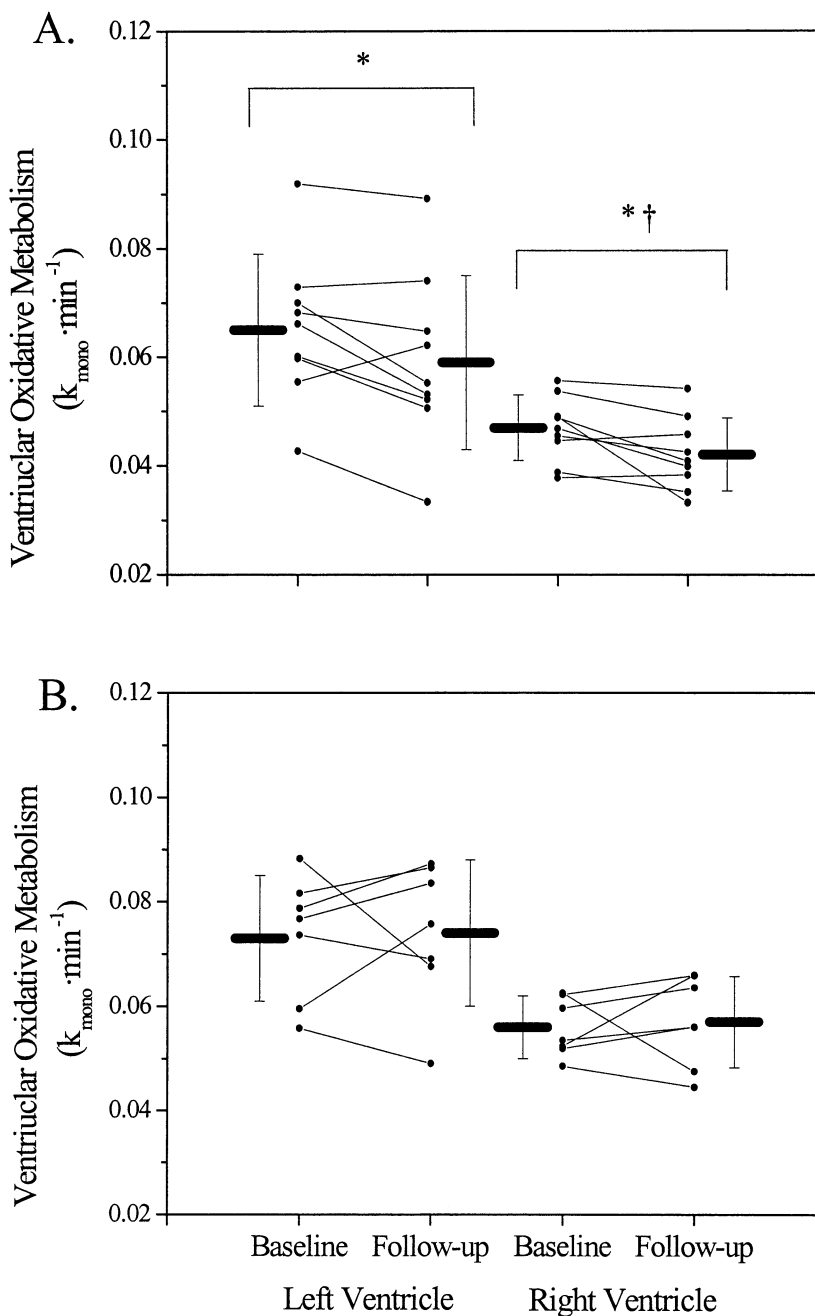 A.
0.12
*
0.10
* †
0.08
0.06
0.04
0.02
Ventriuclar Oxidative Metabolism
(kmono ·min-1)
B.
0.12
0.10
0.08
0.06
0.04
0.02
Ventriuclar Oxidative Metabolism
(kmono ·min-1)
Baseline Follow-up Baseline Follow-up
Left Ventricle Right Ventricle